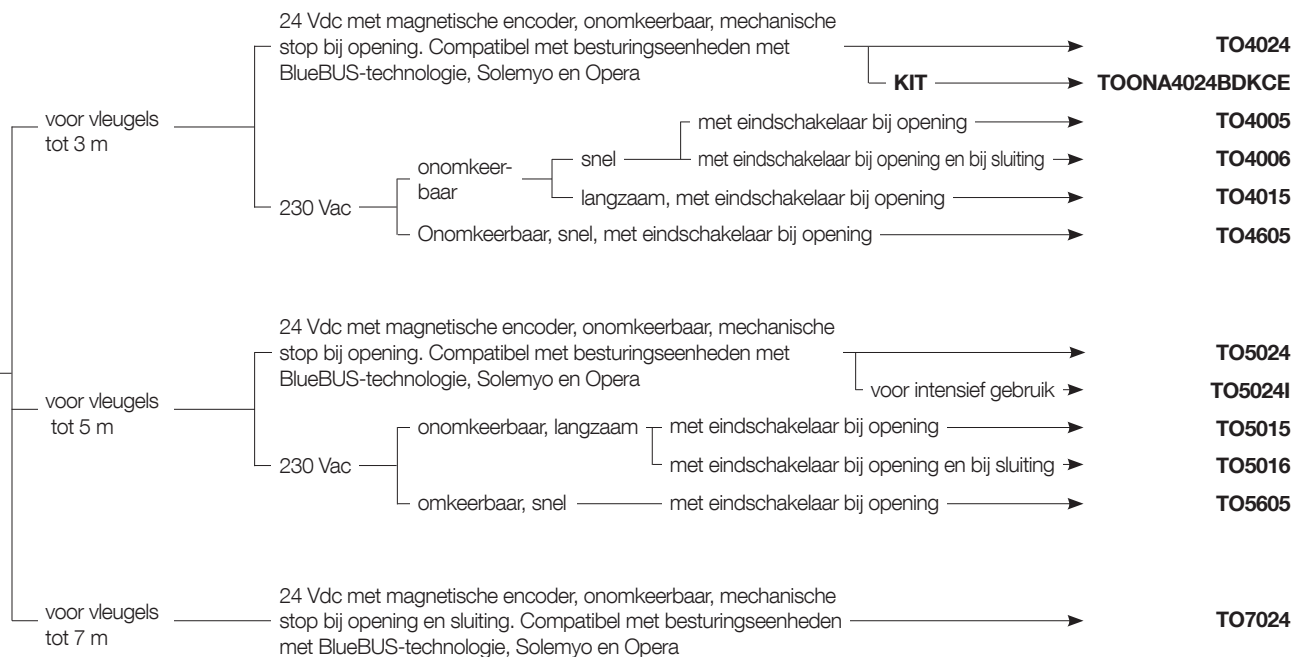 24 Vdc met magnetische encoder, onomkeerbaar, mechanische
stop bij opening. Compatibel met besturingseenheden met
BlueBUS-technologie, Solemyo en Opera
TO4024
KIT
TOONA4024BDKCE
voor vleugels
tot 3 m
230 Vac
onomkeer-
baar
snel
met eindschakelaar bij opening
TO4005
met eindschakelaar bij opening en bij sluiting
TO4006
langzaam, met eindschakelaar bij opening
TO4015
Onomkeerbaar, snel, met eindschakelaar bij opening
TO4605
voor vleugels
tot 5 m
24 Vdc met magnetische encoder, onomkeerbaar, mechanische
stop bij opening. Compatibel met besturingseenheden met
BlueBUS-technologie, Solemyo en Opera
TO5024
voor intensief gebruik
TO5024I
230 Vac
onomkeerbaar, langzaam
met eindschakelaar bij opening
TO5015
met eindschakelaar bij opening en bij sluiting
TO5016
omkeerbaar, snel
met eindschakelaar bij opening
TO5605
voor vleugels
tot 7 m
24 Vdc met magnetische encoder, onomkeerbaar, mechanische
stop bij opening en sluiting. Compatibel met besturingseenheden
met BlueBUS-technologie, Solemyo en Opera
TO7024